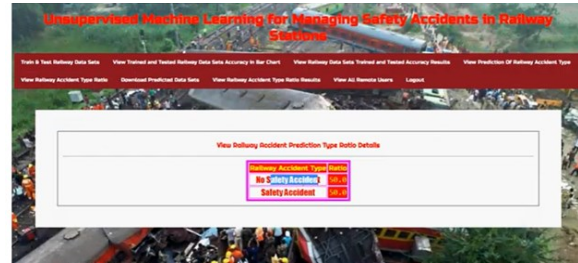 Unsupervised Machine Learning for Managing Safety Accidents in Railway
Stations
Train & Test Railway Data Sets View Trained and Tested Railway Data Sets Accuracy in Bar Chart View Railway Data Sets Trained and Tested Accuracy Results View Prediction Of Railway Accident Type
View Railway Accident Type Ratio Download Predicted Data Sets View Railway Accident Type Ratio Results View All Remote Users Logout
View Railway Accident Prediction Type Ratio Details
Railway Accident Type Ratio
No Safety Accident 50.0
Safety Accident 50.0